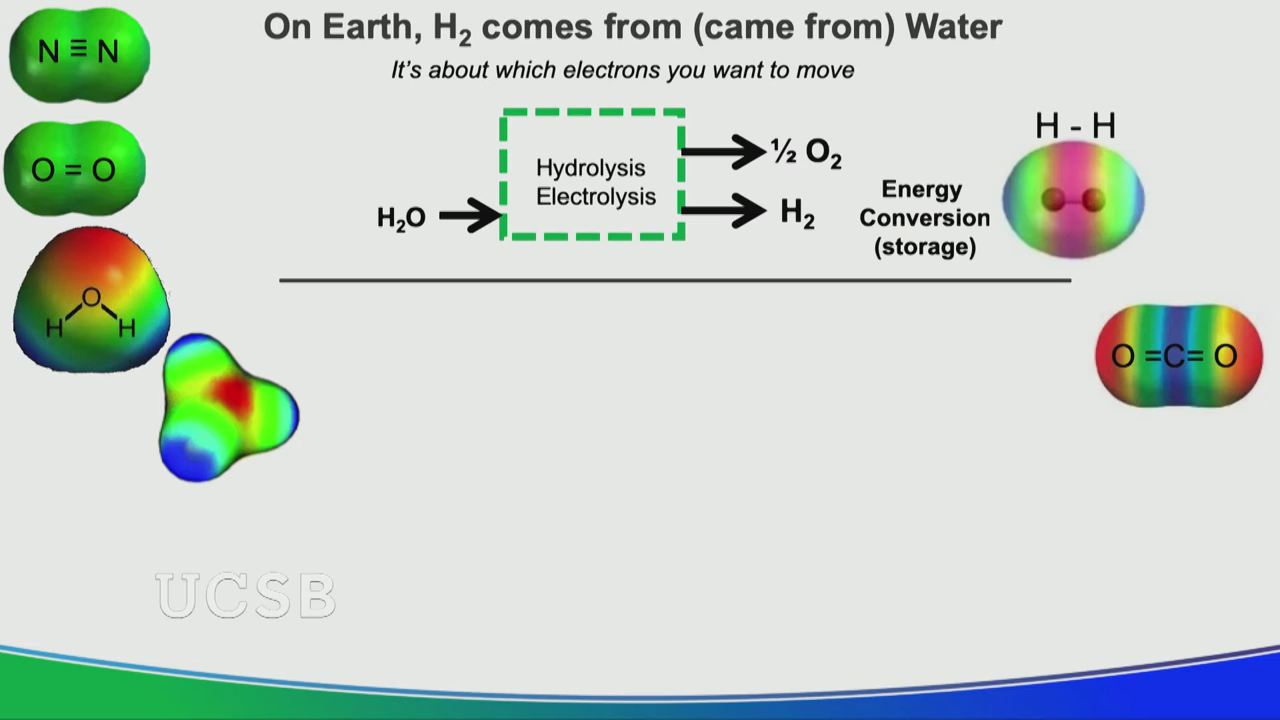 On Earth, H₂ comes from (came from) Water
It's about which electrons you want to move
N ≡ N
O = O
O
H H
H₂O
Hydrolysis
Electrolysis
½ O₂
H₂
Energy
Conversion
(storage)
H - H
O =C= O
UCSB